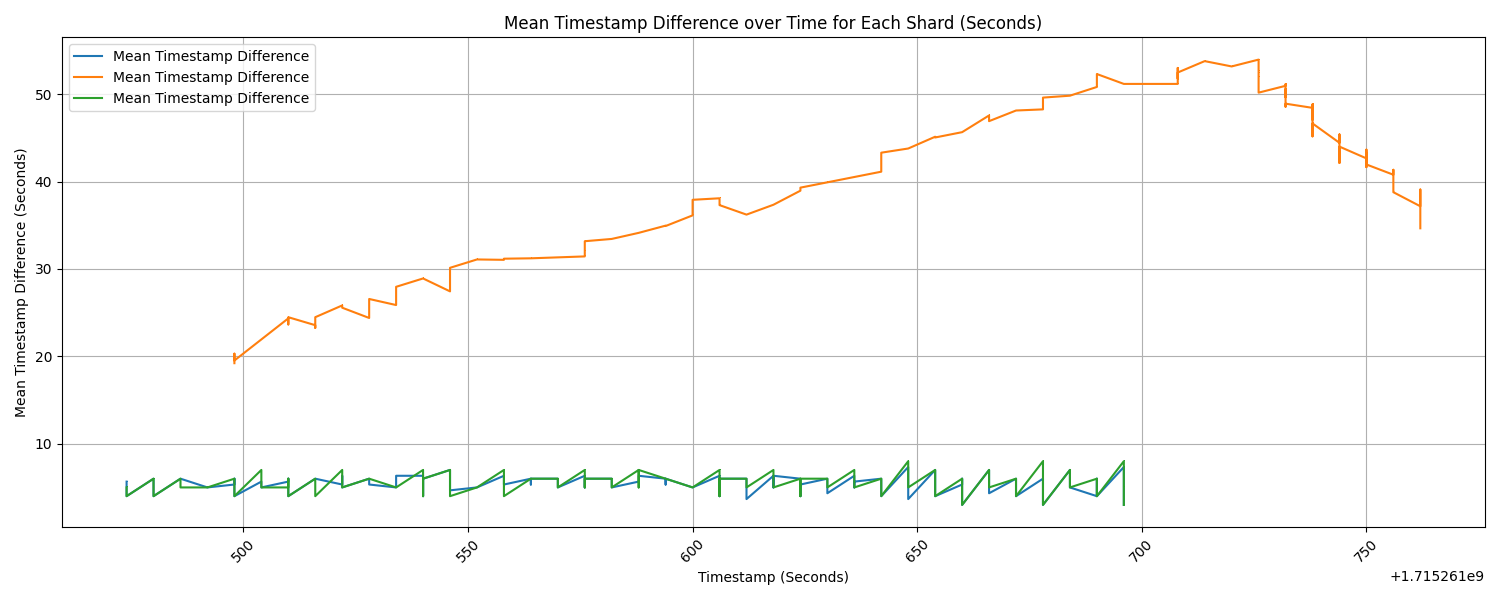 Mean Timestamp Difference over Time for Each Shard (Seconds)
Mean Timestamp Difference
Mean Timestamp Difference
Mean Timestamp Difference
Mean Timestamp Difference (Seconds)
50
40
30
20
10
500
550
600
650
700
750
Timestamp (Seconds)
+1.715261e9